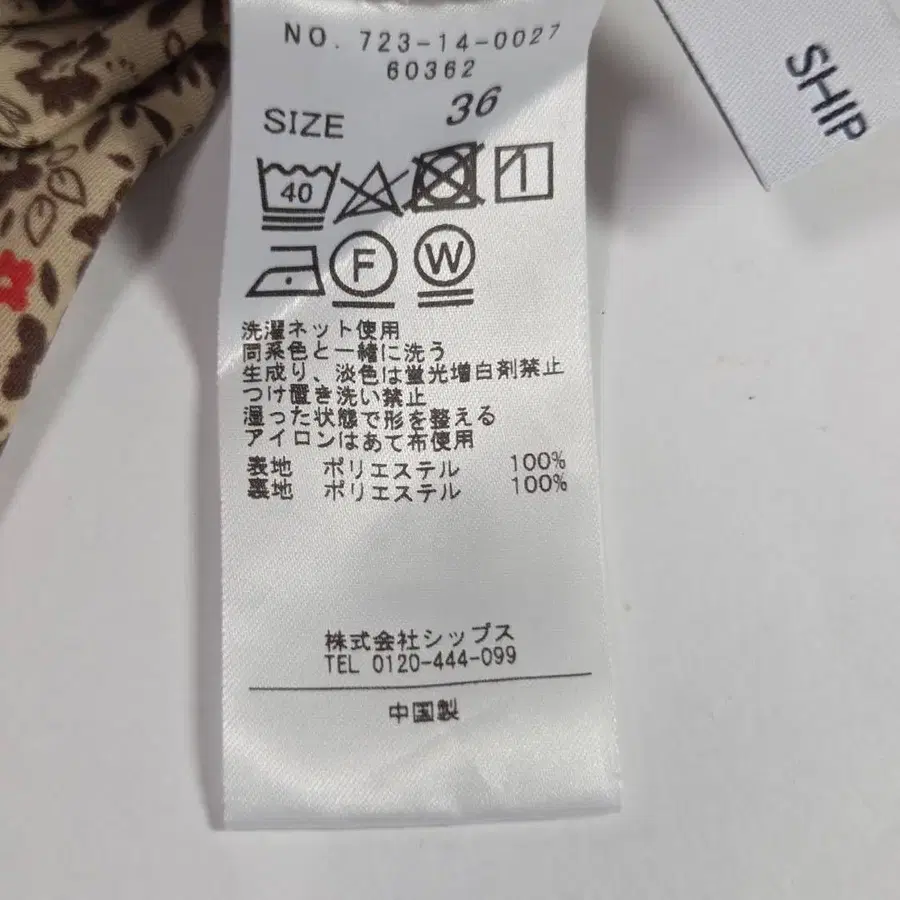 NO. 723-14-0027
60362
SIZE 36
40
F W
洗濯ネット使用
同系色と一緒に洗う
生成り、淡色は蛍光増白剤禁止
つけ置き洗い禁止
湿った状態で形を整える
アイロンはあて布使用
表地 ポリエステル 100%
裏地 ポリエステル 100%
株式会社シップス
TEL 0120-444-099
中国製
SHIP